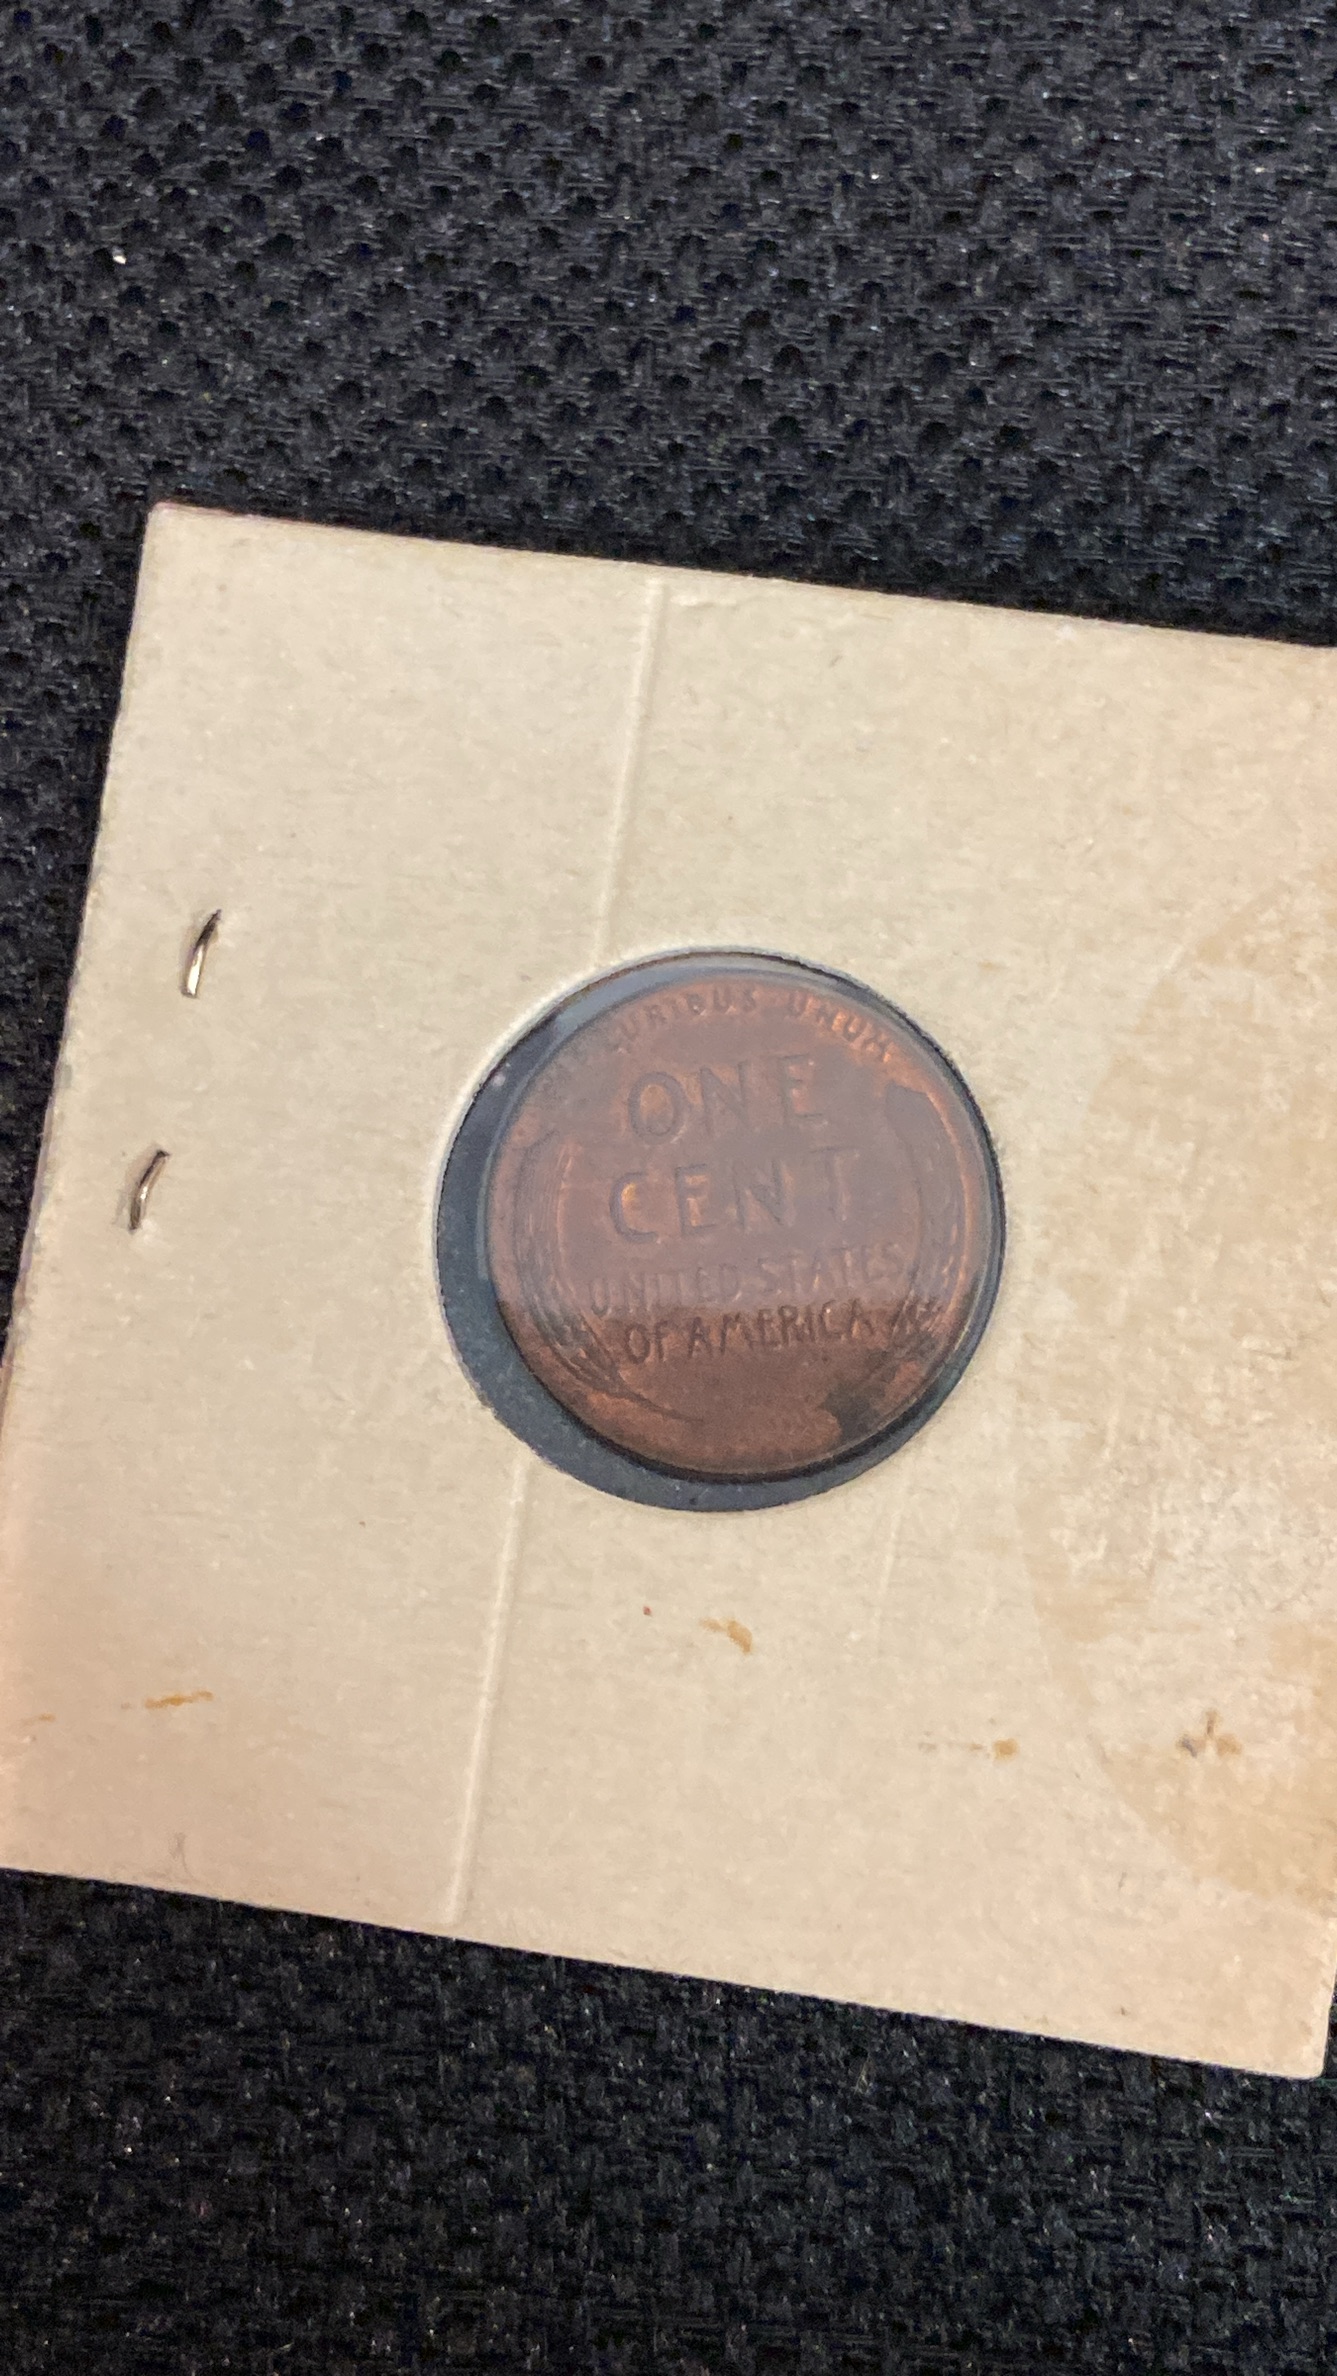 PLURIBUS UNUM
ONE
CENT
UNITED STATES
OF AMERICA